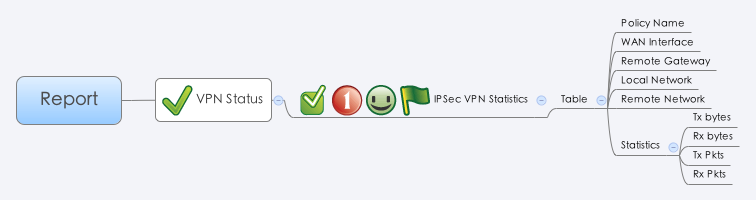 Report
VPN Status
1
IPSec VPN Statistics
Table
Policy Name
WAN Interface
Remote Gateway
Local Network
Remote Network
Statistics
Tx bytes
Rx bytes
Tx Pkts
Rx Pkts